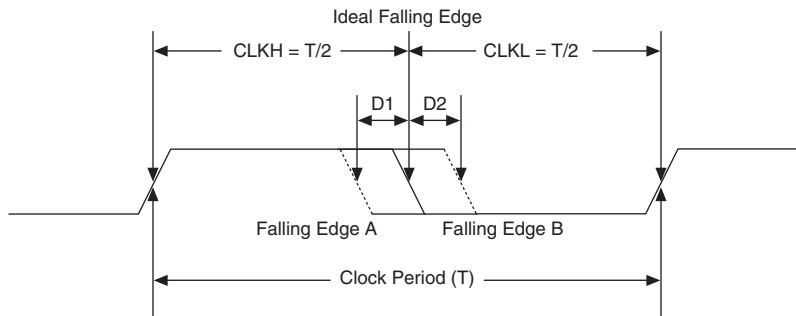 Ideal Falling Edge
CLKH = T/2
CLKL = T/2
D1
D2
Falling Edge A
Falling Edge B
Clock Period (T)